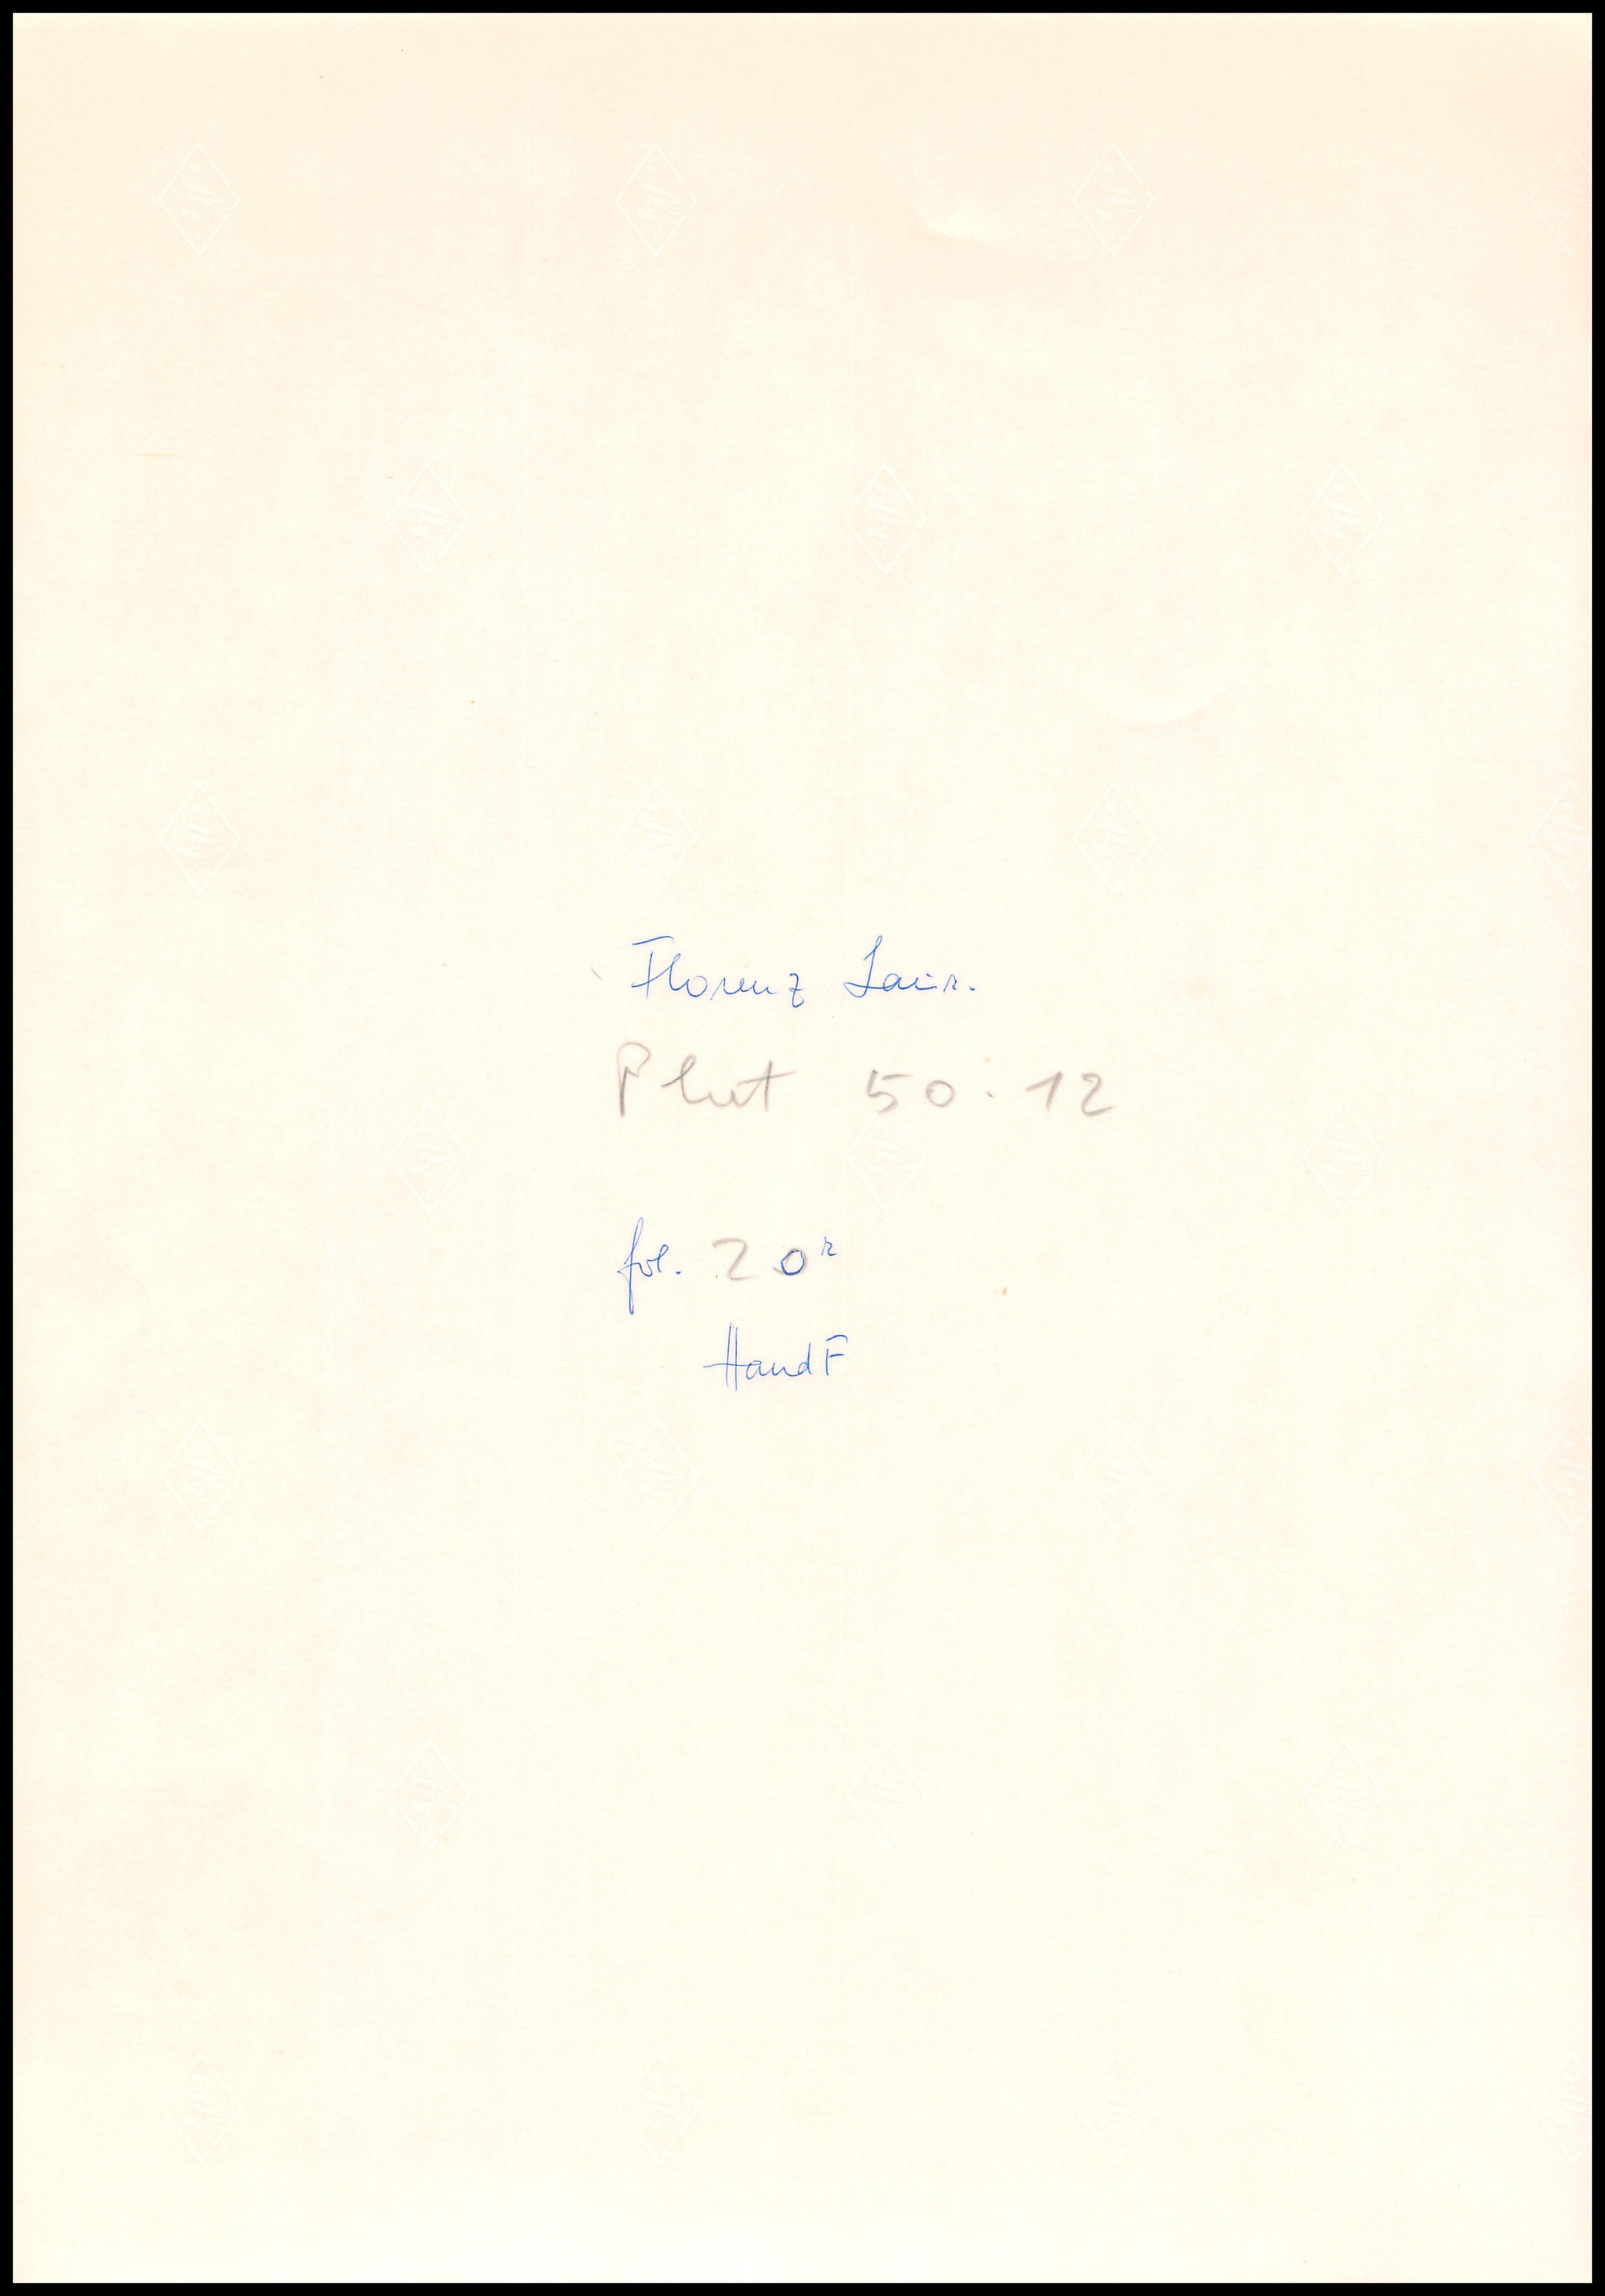 Florenz Laur.
Plut 50.12
fol. 20r
Hand F